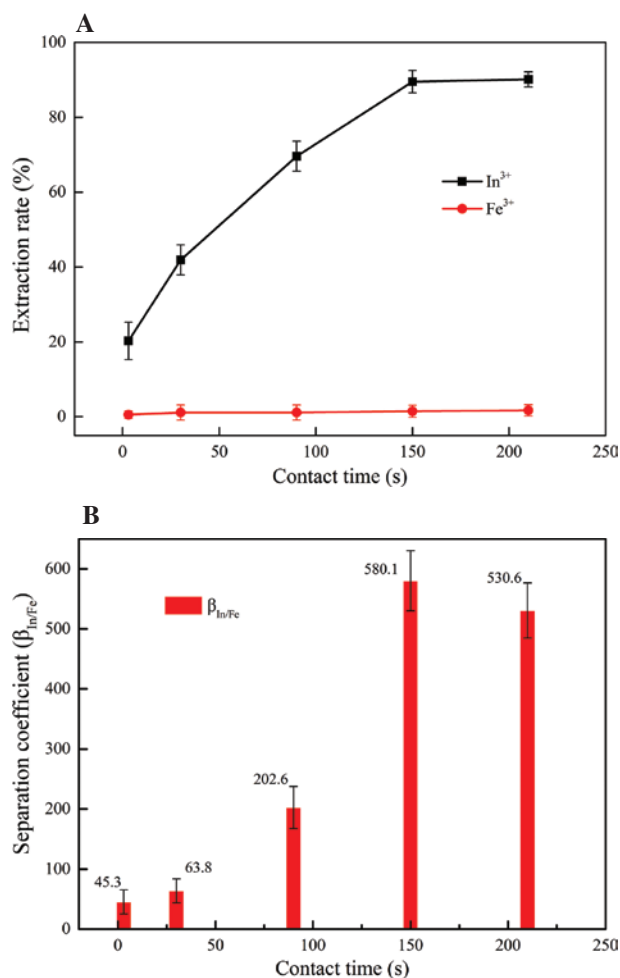 A
Extraction rate (%)
100
80
60
40
20
0
In³⁺
Fe³⁺
0 50 100 150 200 250
Contact time (s)
B
Separation coefficient (β_In/Fe)
600
500
400
300
200
100
0
β_In/Fe
45.3
63.8
202.6
580.1
530.6
0 50 100 150 200 250
Contact time (s)